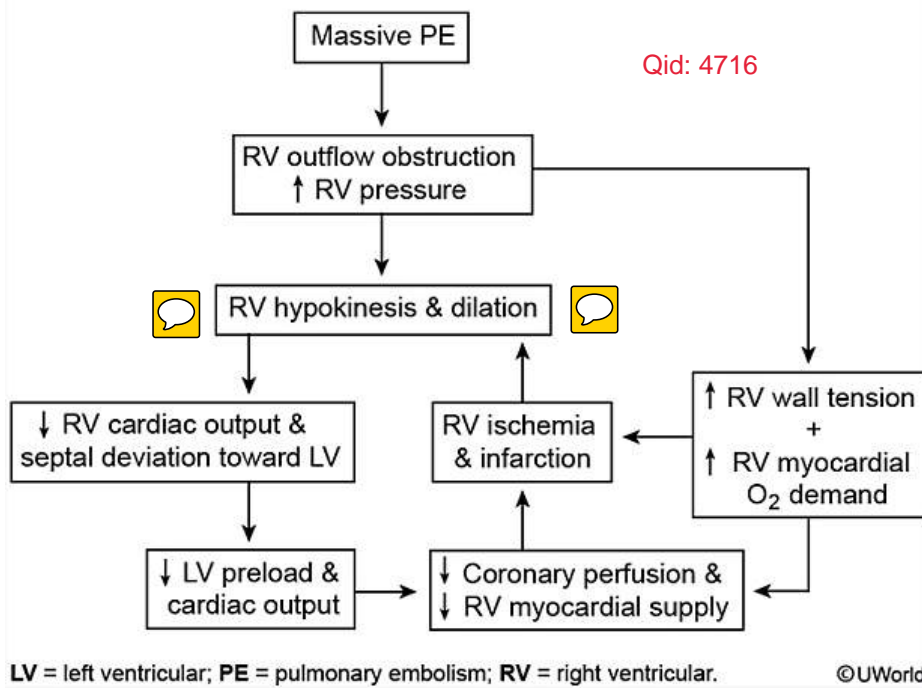 Massive PE
Qid: 4716
RV outflow obstruction
↑ RV pressure
RV hypokinesis & dilation
↓ RV cardiac output &
septal deviation toward LV
RV ischemia
& infarction
↑ RV wall tension
+
↑ RV myocardial
O₂ demand
↓ LV preload &
cardiac output
↓ Coronary perfusion &
↓ RV myocardial supply
LV = left ventricular; PE = pulmonary embolism; RV = right ventricular.
©UWorld